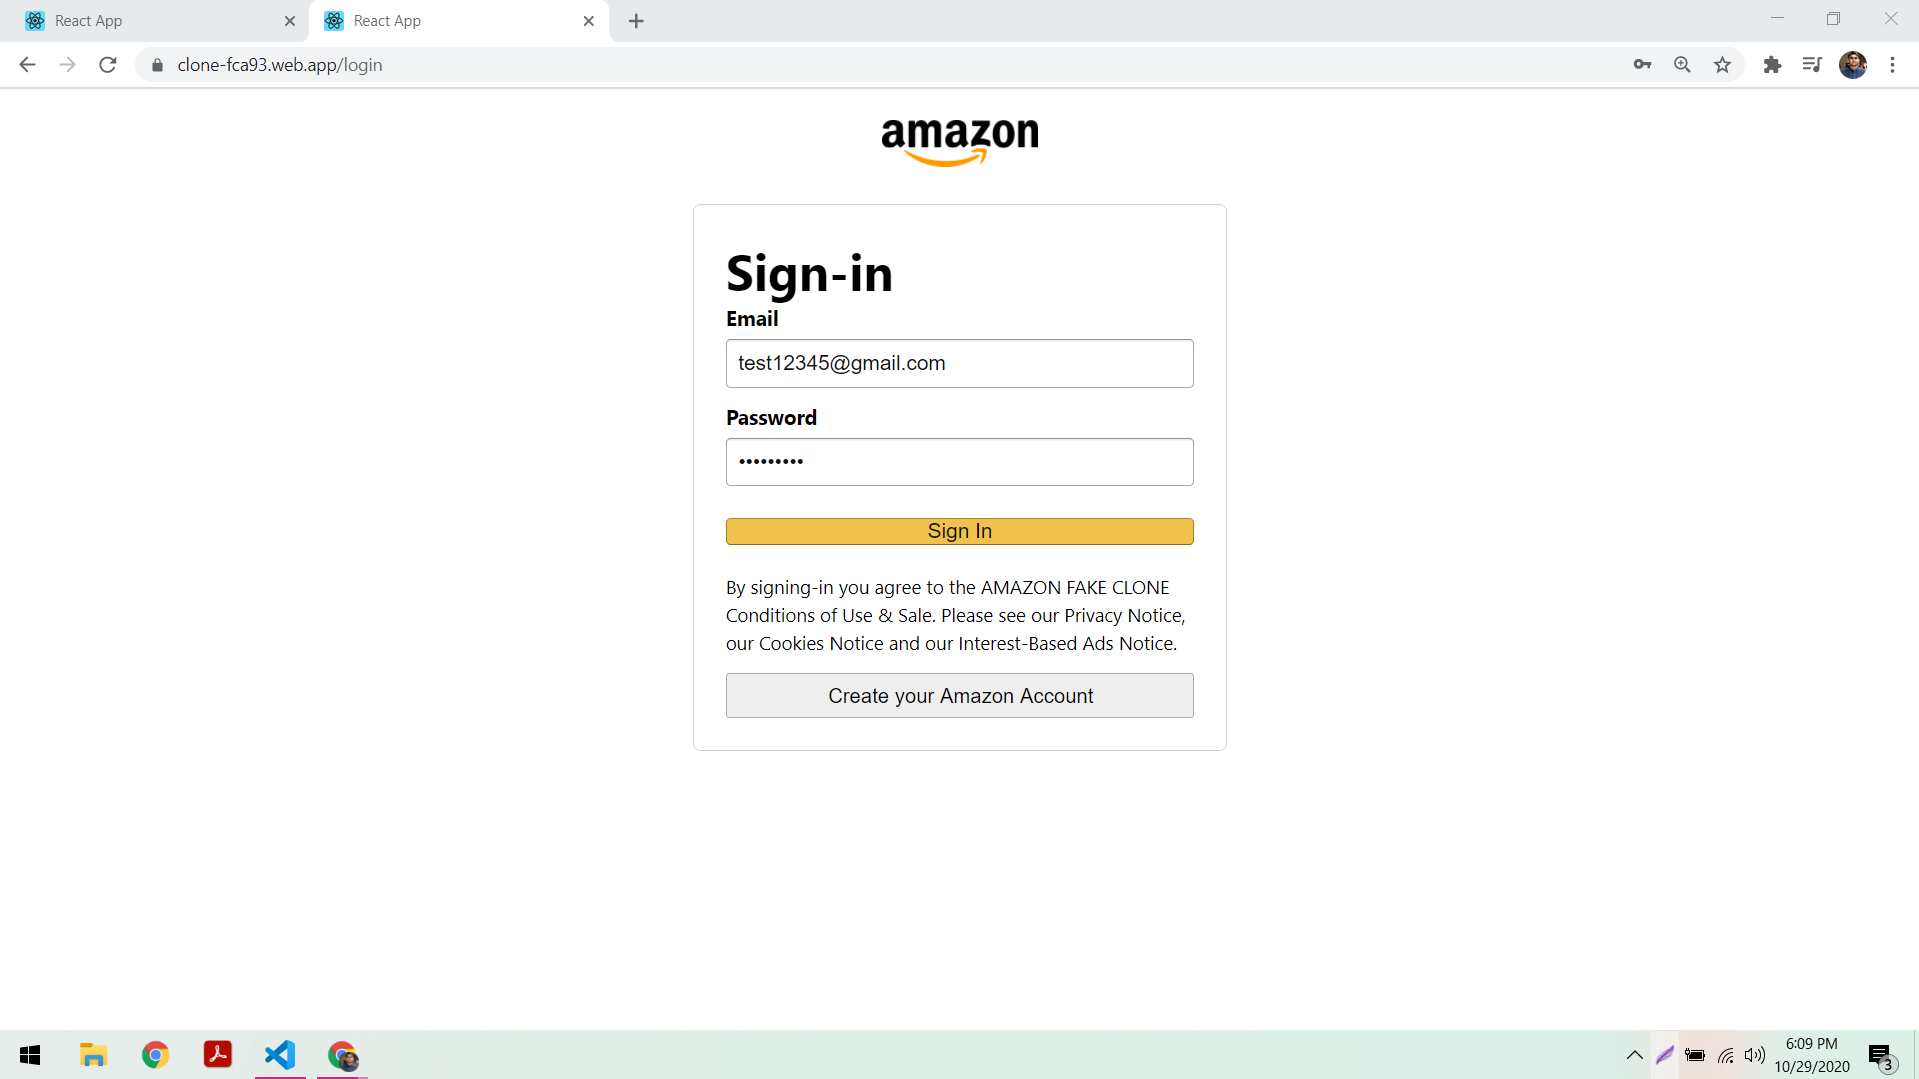 React App
React App
clone-fca93.web.app/login
amazon
Sign-in
Email
test12345@gmail.com
Password
•••••••••
Sign In
By signing-in you agree to the AMAZON FAKE CLONE
Conditions of Use & Sale. Please see our Privacy Notice,
our Cookies Notice and our Interest-Based Ads Notice.
Create your Amazon Account
6:09 PM
10/29/2020
3